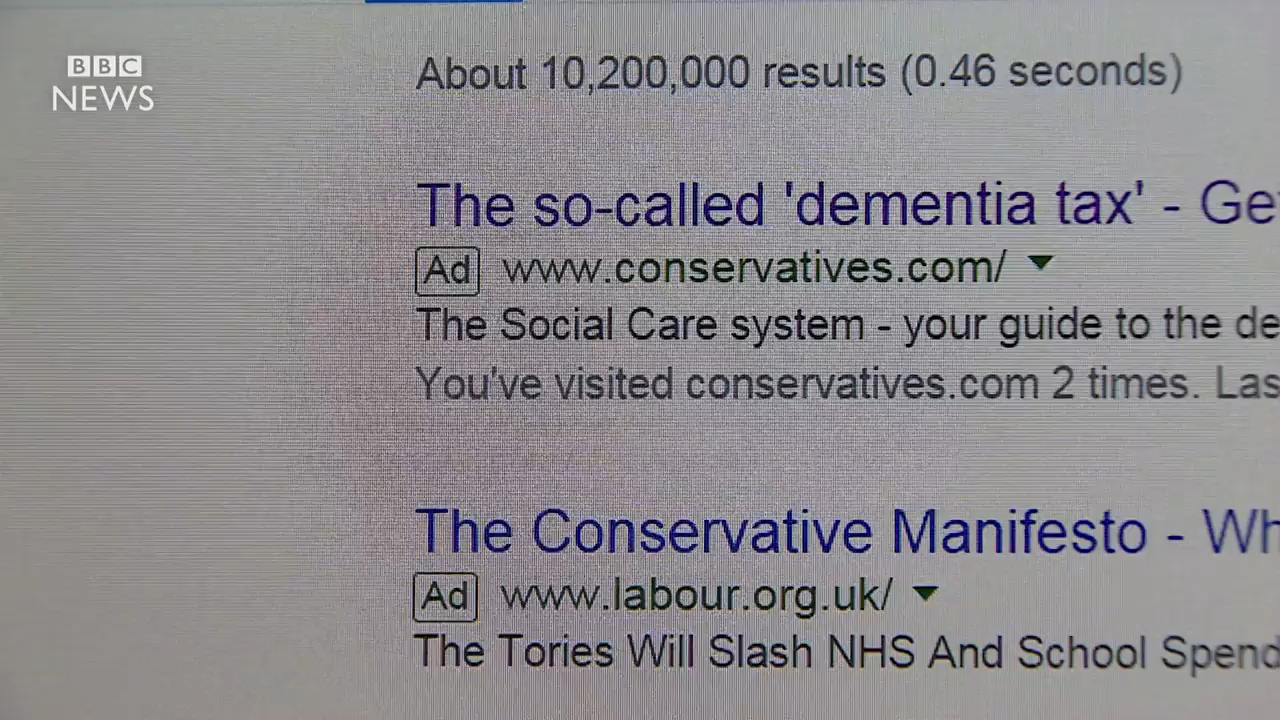 BBC
NEWS
About 10,200,000 results (0.46 seconds)
The so-called 'dementia tax' - Ge
Ad www.conservatives.com/
The Social Care system - your guide to the de
You've visited conservatives.com 2 times. Las
The Conservative Manifesto - Wh
Ad www.labour.org.uk/
The Tories Will Slash NHS And School Spend